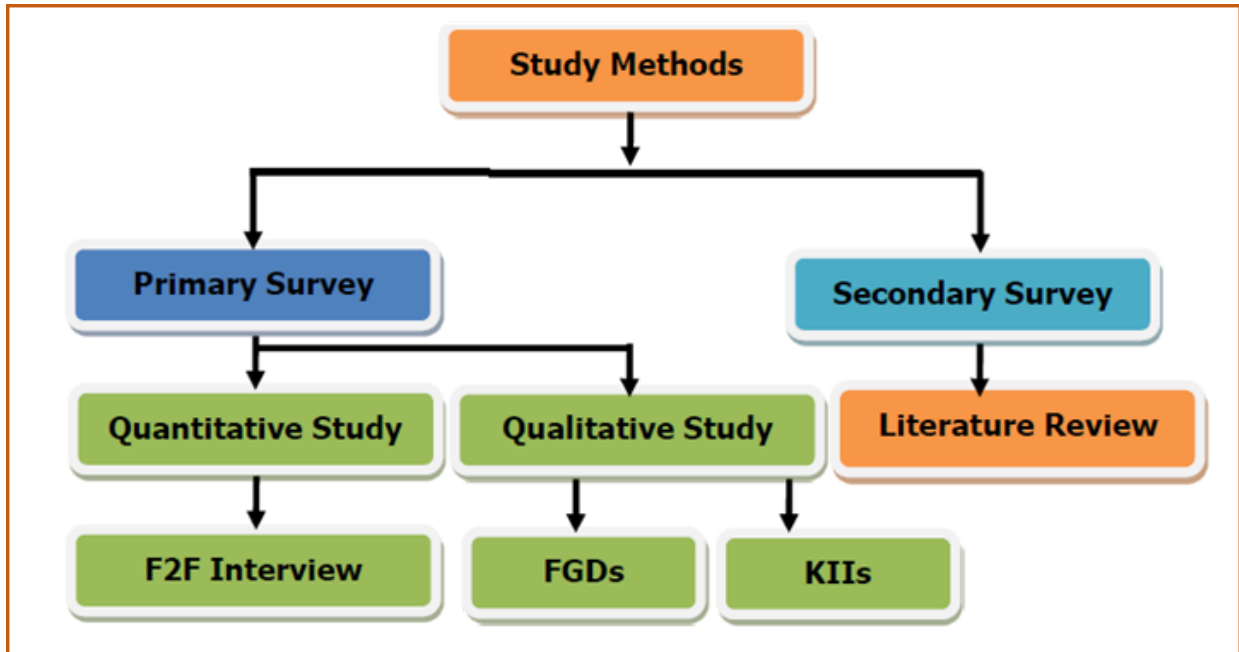 Study Methods
Primary Survey
Secondary Survey
Quantitative Study
Qualitative Study
Literature Review
F2F Interview
FGDs
KIIs